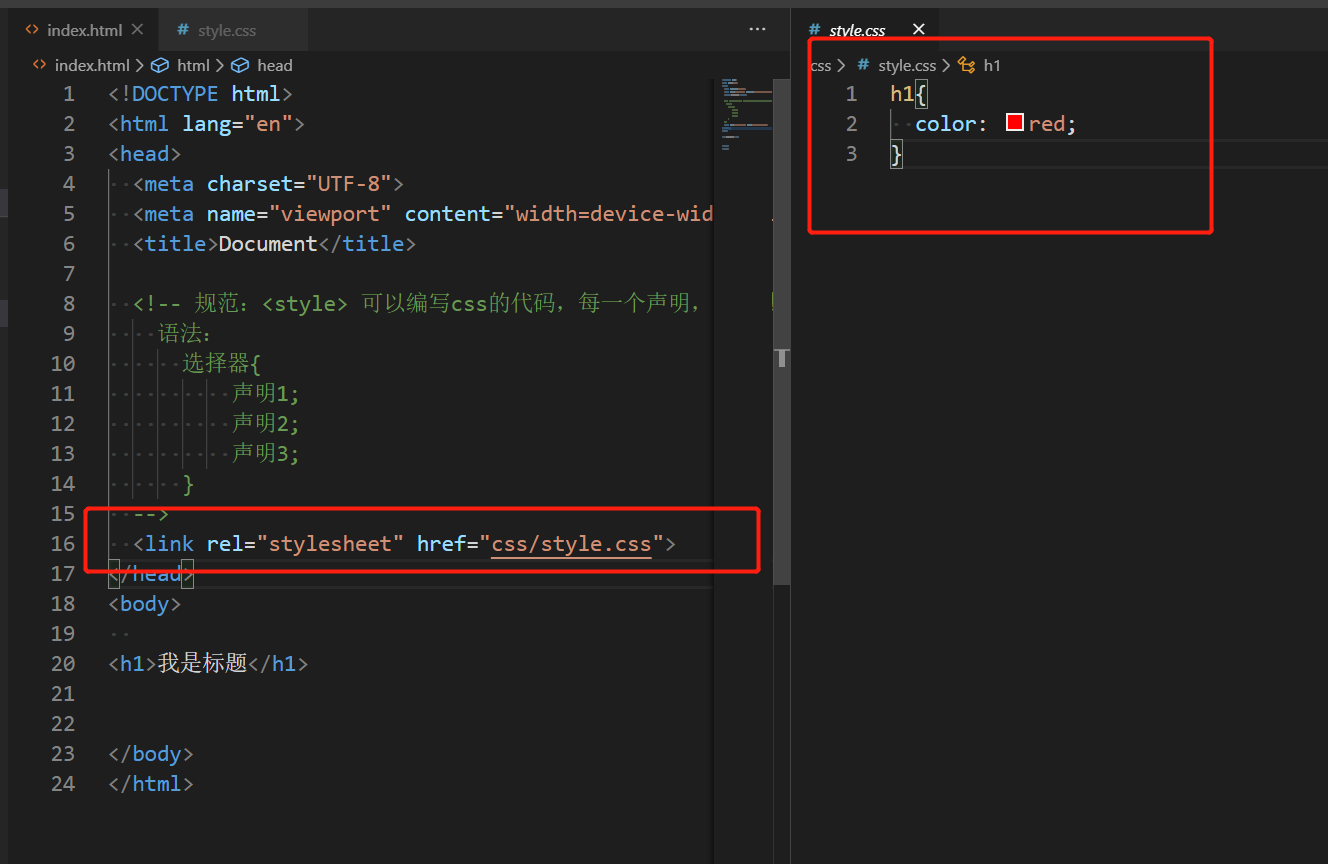 index.html
style.css
index.html > html > head
1 <!DOCTYPE html>
2 <html lang="en">
3 <head>
4 <meta charset="UTF-8">
5 <meta name="viewport" content="width=device-wid
6 <title>Document</title>
7
8 <!-- 规范：<style> 可以编写css的代码，每一个声明，
9 语法：
10 选择器{
11 声明1;
12 声明2;
13 声明3;
14 }
15 -->
16 <link rel="stylesheet" href="css/style.css">
17 </head>
18 <body>
19
20 <h1>我是标题</h1>
21
22
23 </body>
24 </html>
style.css
css > style.css > h1
1 h1{
2 color: red;
3 }